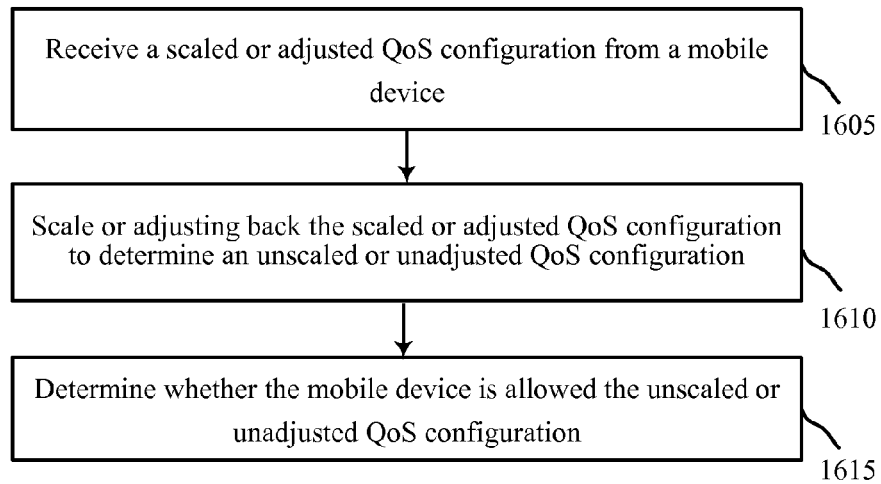 Receive a scaled or adjusted QoS configuration from a mobile
device
1605
Scale or adjusting back the scaled or adjusted QoS configuration
to determine an unscaled or unadjusted QoS configuration
1610
Determine whether the mobile device is allowed the unscaled or
unadjusted QoS configuration
1615